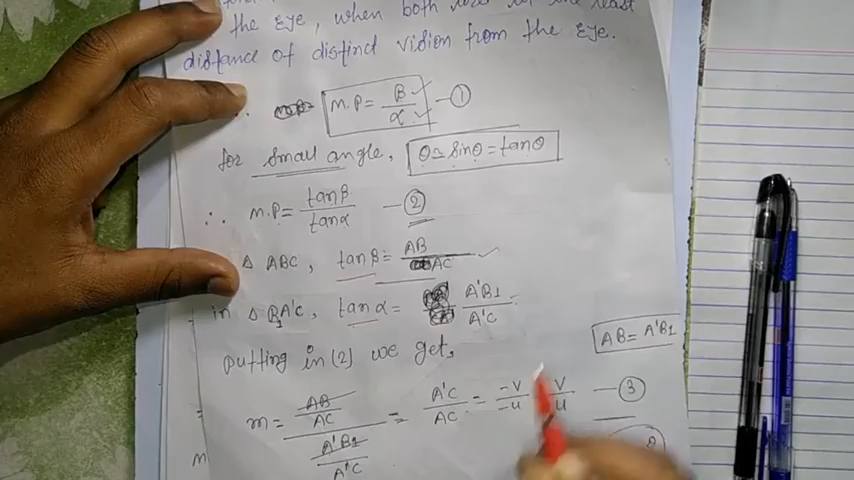 the Eye, when both
distance of distinct vision from the Eye.
M.P = β/α — ①
for small angle, θ ≃ sinθ = tanθ
∴ M.P. = tanβ/tanα — ②
Δ ABC, tanβ = AB/AC
in Δ B₁A'C, tanα = A'B₁/A'C
putting in (2) we get,
AB = A'B₁
m = (AB/AC)/(A'B₁/A'C) = A'C/AC = -v/-u v/u — ③